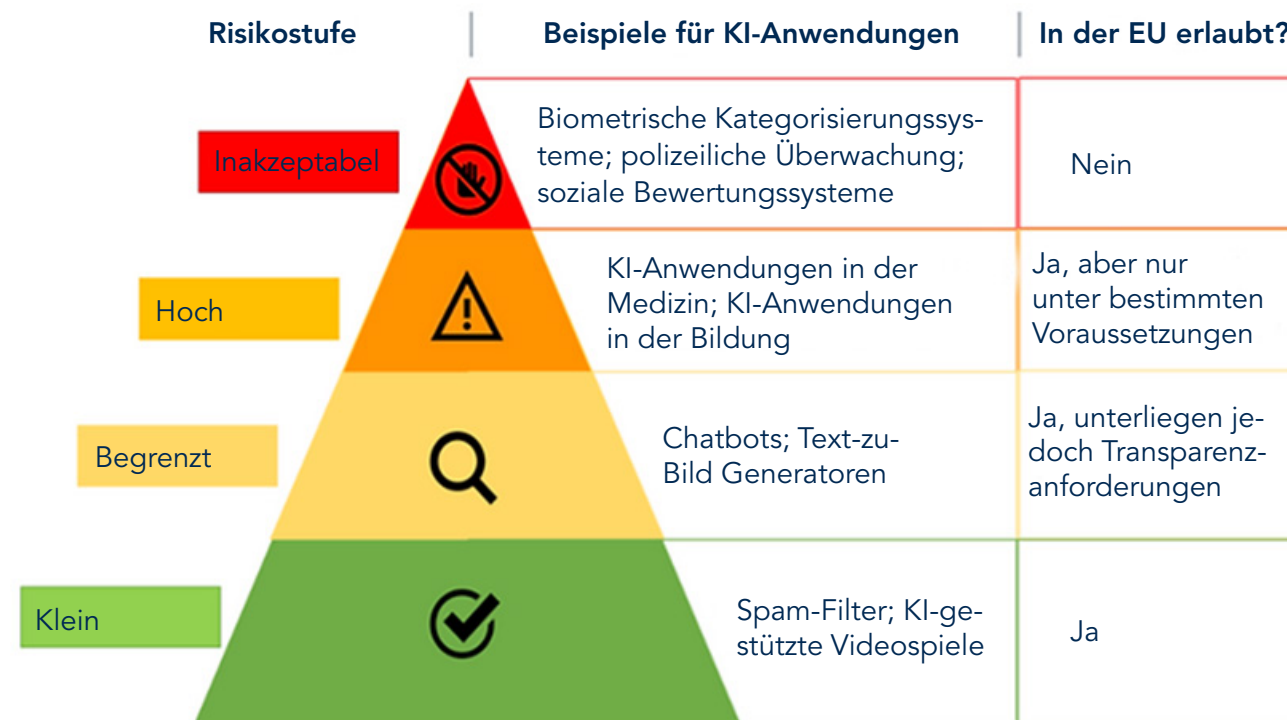 Risikostufe
Beispiele für KI-Anwendungen
In der EU erlaubt?
Inakzeptabel
Biometrische Kategorisierungssys-
teme; polizeiliche Überwachung;
soziale Bewertungssysteme
Nein
Hoch
KI-Anwendungen in der
Medizin; KI-Anwendungen
in der Bildung
Ja, aber nur
unter bestimmten
Voraussetzungen
Begrenzt
Chatbots; Text-zu-
Bild Generatoren
Ja, unterliegen je-
doch Transparenz-
anforderungen
Klein
Spam-Filter; KI-ge-
stützte Videospiele
Ja